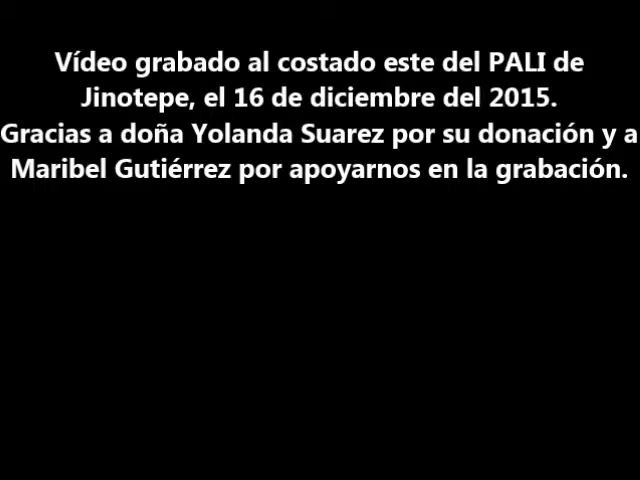 Vídeo grabado al costado este del PALI de
Jinotepe, el 16 de diciembre del 2015.
Gracias a doña Yolanda Suarez por su donación y a
Maribel Gutiérrez por apoyarnos en la grabación.